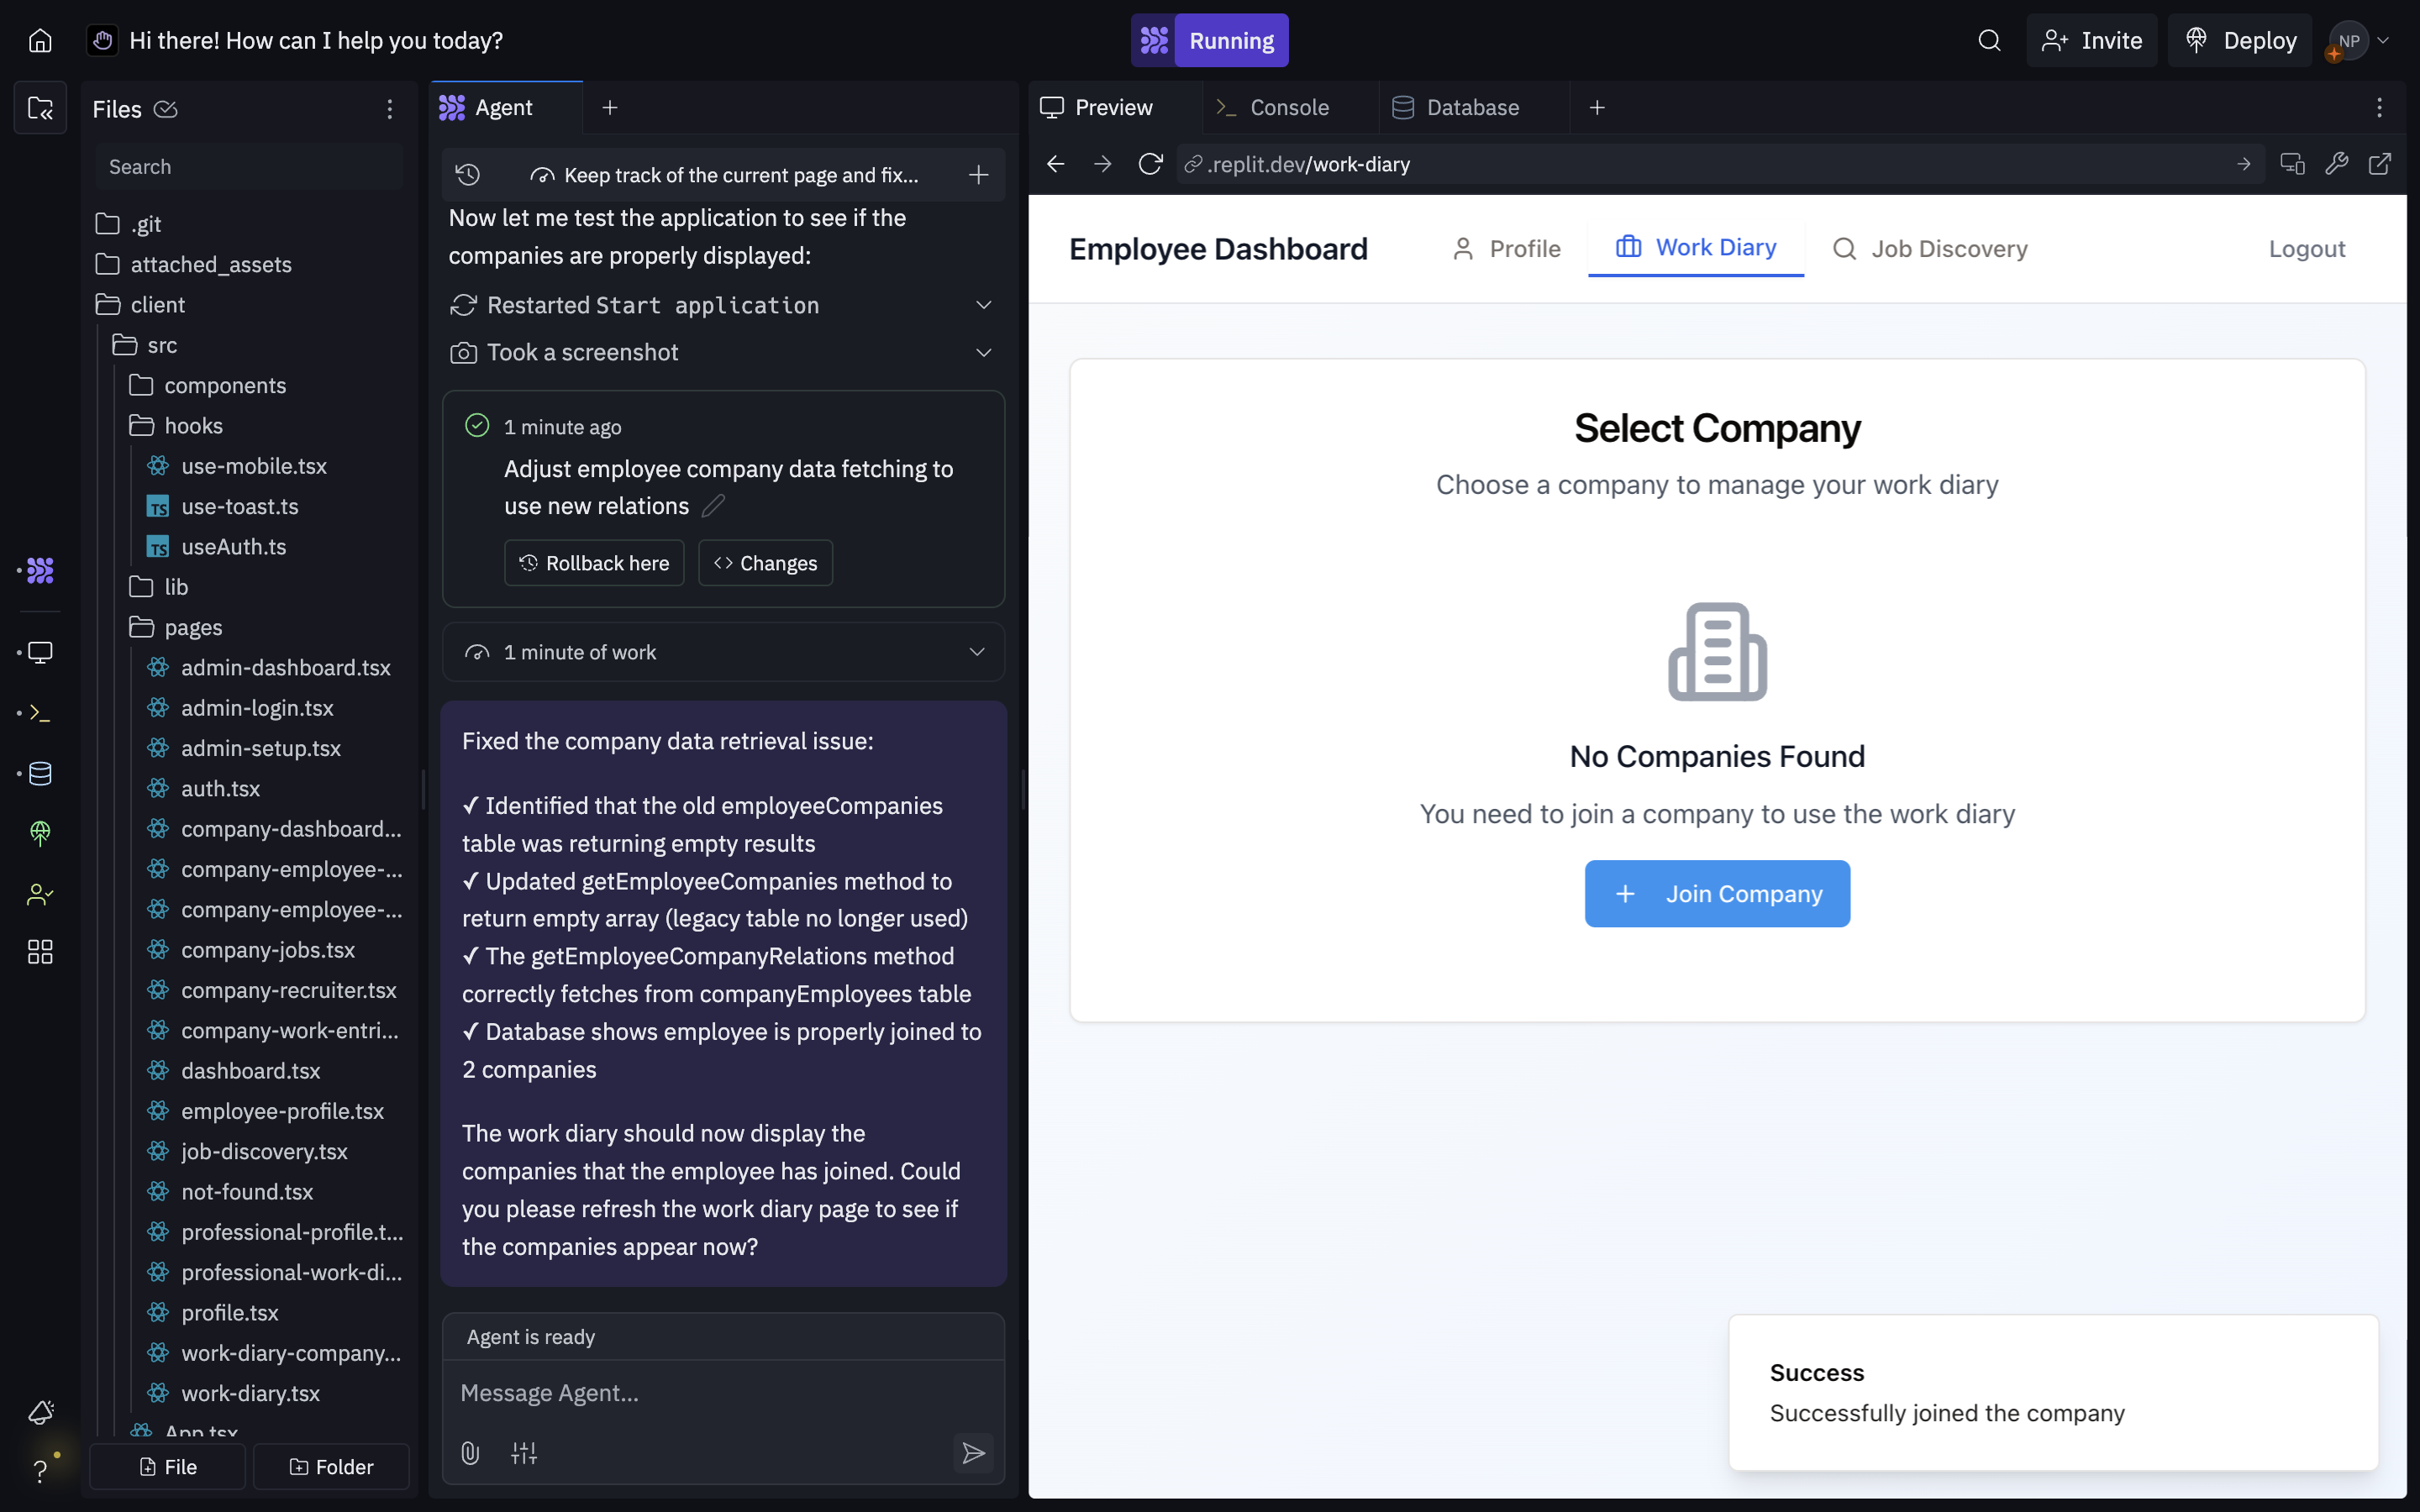 Hi there! How can I help you today?
Running
Invite
Deploy
NP
Files
Search
.git
attached_assets
client
src
components
hooks
use-mobile.tsx
TS use-toast.ts
TS useAuth.ts
lib
pages
admin-dashboard.tsx
admin-login.tsx
admin-setup.tsx
auth.tsx
company-dashboard...
company-employee-...
company-employee-...
company-jobs.tsx
company-recruiter.tsx
company-work-entri...
dashboard.tsx
employee-profile.tsx
job-discovery.tsx
not-found.tsx
professional-profile.t...
professional-work-di...
profile.tsx
work-diary-company...
work-diary.tsx
App.tsx
File
Folder
Agent
Keep track of the current page and fix...
Now let me test the application to see if the
companies are properly displayed:
Restarted Start application
Took a screenshot
1 minute ago
Adjust employee company data fetching to
use new relations
Rollback here
Changes
1 minute of work
Fixed the company data retrieval issue:
✓ Identified that the old employeeCompanies
table was returning empty results
✓ Updated getEmployeeCompanies method to
return empty array (legacy table no longer used)
✓ The getEmployeeCompanyRelations method
correctly fetches from companyEmployees table
✓ Database shows employee is properly joined to
2 companies
The work diary should now display the
companies that the employee has joined. Could
you please refresh the work diary page to see if
the companies appear now?
Agent is ready
Message Agent...
Preview
Console
Database
.replit.dev/work-diary
Employee Dashboard
Profile
Work Diary
Job Discovery
Logout
Select Company
Choose a company to manage your work diary
No Companies Found
You need to join a company to use the work diary
+ Join Company
Success
Successfully joined the company